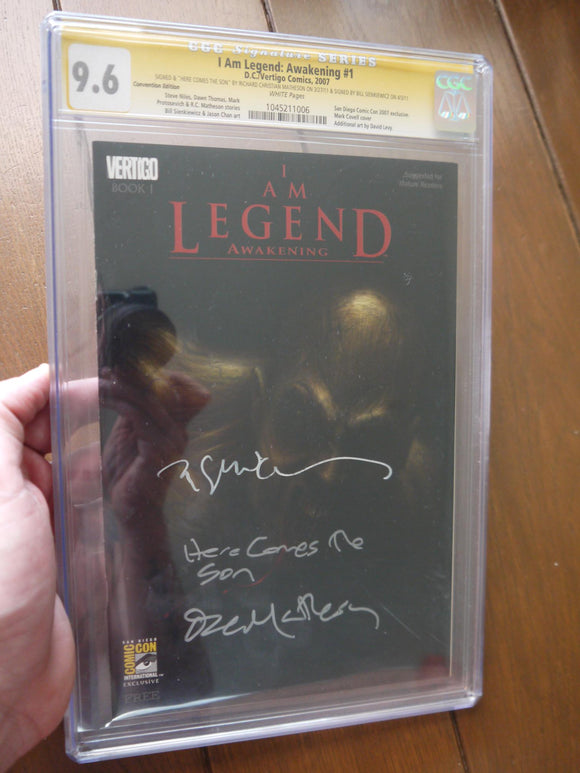 CGC Signature SERIES
9.6
I Am Legend: Awakening #1
D.C./Vertigo Comics, 2007
SIGNED & "HERE COMES THE SON" BY RICHARD CHRISTIAN MATHESON ON 2/27/11 & SIGNED BY BILL SIENKIEWICZ ON 4/3/11
Convention Edition
WHITE Pages
Steve Niles, Dawn Thomas, Mark
Protosevich & R.C. Matheson story
Bill Sienkiewicz & Jason Chan art
1045211006
San Diego Comic Con 2007 exclusive.
Mark Covell cover
Additional art by David Levy.
CGC
VERTIGO
BOOK 1
Suggested for
Mature Readers
I
AM
LEGEND
AWAKENING
Here Comes the
Son
SAN DIEGO
COMIC CON
INTERNATIONAL
EXCLUSIVE
FREE